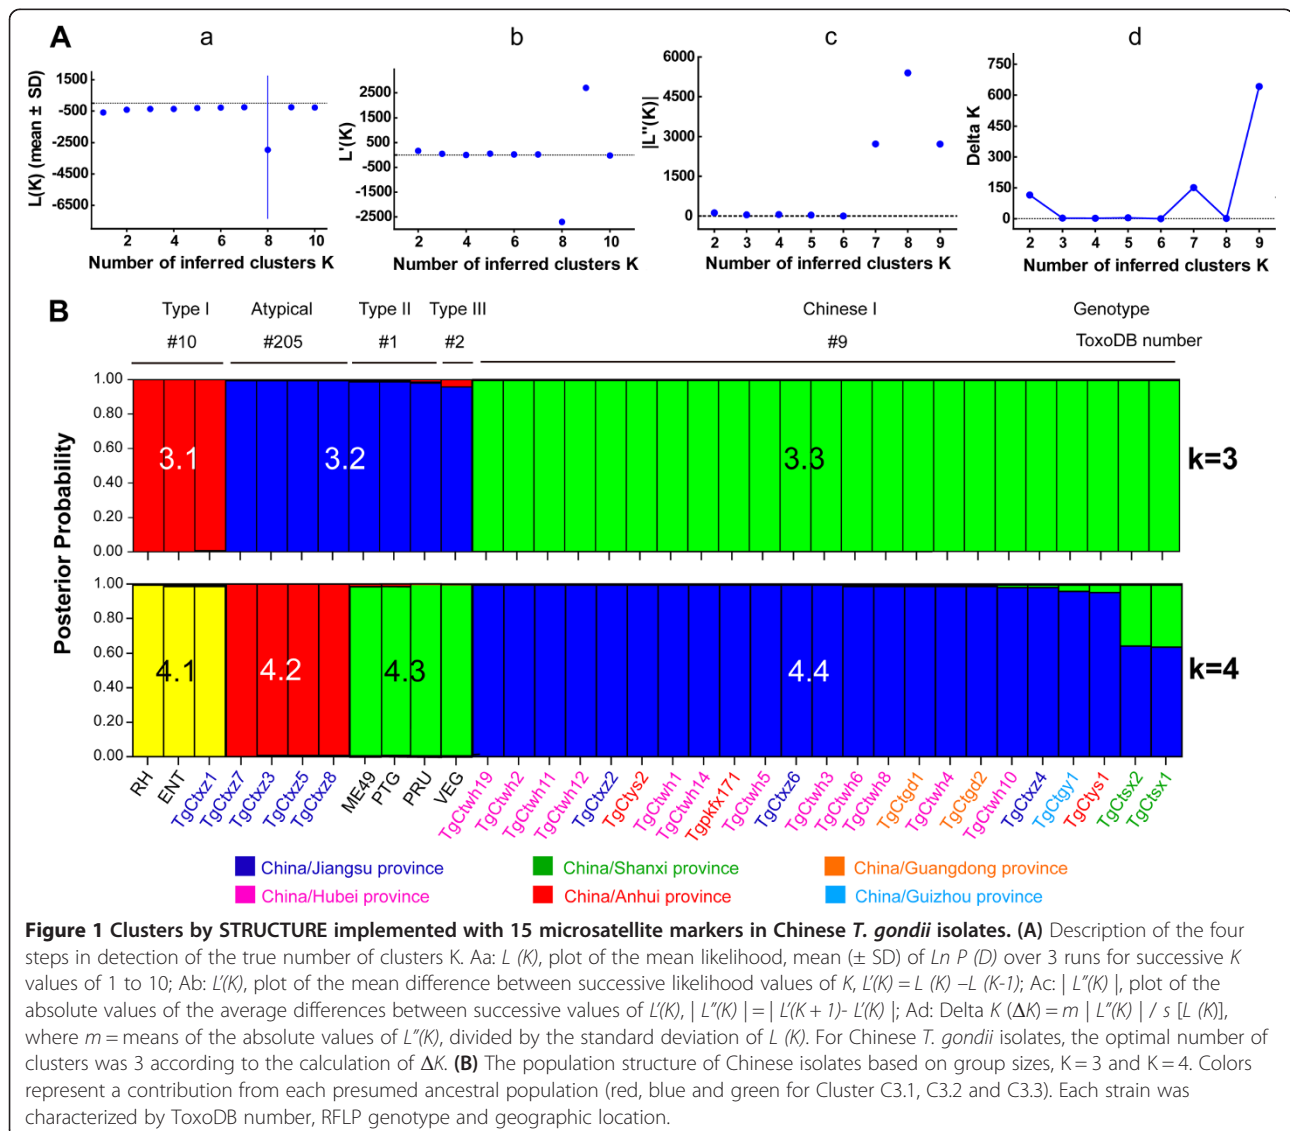 A
a
b
c
d
L(K) (mean ± SD)
1500
-500
-2500
-4500
-6500
2 4 6 8 10
Number of inferred clusters K
L'(K)
2500
500
-500
-2500
2 4 6 8 10
Number of inferred clusters K
|L''(K)|
6000
4500
3000
1500
0
2 3 4 5 6 7 8 9
Number of inferred clusters K
Delta K
750
600
450
300
150
0
2 3 4 5 6 7 8 9
Number of inferred clusters K
B
Type I Atypical Type II Type III Chinese I Genotype
#10 #205 #1 #2 #9 ToxoDB number
Posterior Probability
1.00
0.80
0.60
0.40
0.20
0.00
3.1 3.2 3.3
k=3
1.00
0.80
0.60
0.40
0.20
0.00
4.1 4.2 4.3 4.4
k=4
RH
ENT
TgCtxz1
TgCtxz7
TgCtxz3
TgCtxz5
TgCtxz8
ME49
PTG
PRU
VEG
TgCtwh19
TgCtwh2
TgCtwh11
TgCtwh12
TgCtxz2
TgCtys2
TgCtwh1
TgCtwh14
Tgpkfx171
TgCtwh5
TgCtxz6
TgCtwh3
TgCtwh6
TgCtwh8
TgCtgd1
TgCtwh4
TgCtgd2
TgCtwh10
TgCtxz4
TgCtgy1
TgCtys1
TgCtsx2
TgCtsx1
China/Jiangsu province China/Shanxi province China/Guangdong province
China/Hubei province China/Anhui province China/Guizhou province
Figure 1 Clusters by STRUCTURE implemented with 15 microsatellite markers in Chinese T. gondii isolates. (A) Description of the four
steps in detection of the true number of clusters K. Aa: L (K), plot of the mean likelihood, mean (± SD) of Ln P (D) over 3 runs for successive K
values of 1 to 10; Ab: L'(K), plot of the mean difference between successive likelihood values of K, L'(K) = L (K) –L (K-1); Ac: | L''(K) |, plot of the
absolute values of the average differences between successive values of L'(K), | L''(K) | = | L'(K + 1)- L'(K) |; Ad: Delta K (ΔK) = m | L''(K) | / s [L (K)],
where m = means of the absolute values of L''(K), divided by the standard deviation of L (K). For Chinese T. gondii isolates, the optimal number of
clusters was 3 according to the calculation of ΔK. (B) The population structure of Chinese isolates based on group sizes, K = 3 and K = 4. Colors
represent a contribution from each presumed ancestral population (red, blue and green for Cluster C3.1, C3.2 and C3.3). Each strain was
characterized by ToxoDB number, RFLP genotype and geographic location.